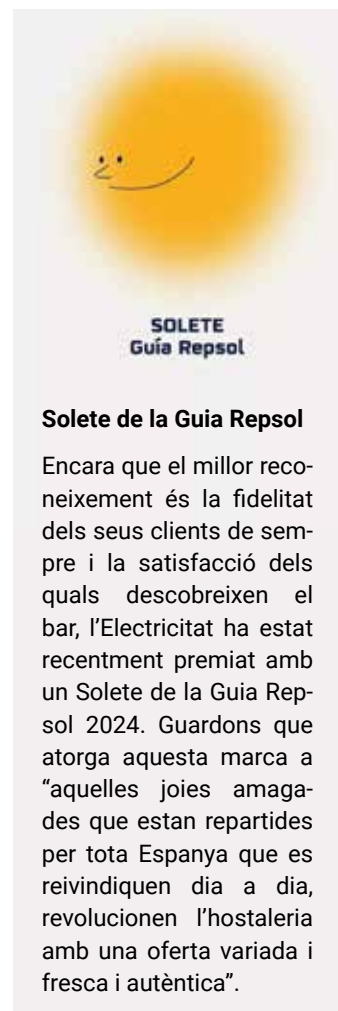 SOLETE
Guía Repsol
Solete de la Guia Repsol
Encara que el millor reco-
neixement és la fidelitat
dels seus clients de sem-
pre i la satisfacció dels
quals descobreixen el
bar, l’Electricitat ha estat
recentment premiat amb
un Solete de la Guia Rep-
sol 2024. Guardons que
atorga aquesta marca a
“aquelles joies amaga-
des que estan repartides
per tota Espanya que es
reivindiquen dia a dia,
revolucionen l’hostaleria
amb una oferta variada i
fresca i autèntica”.